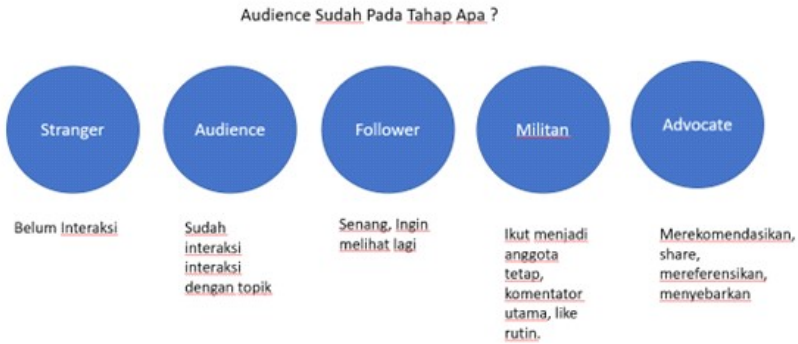 Audience Sudah Pada Tahap Apa ?
Stranger
Audience
Follower
Militan
Advocate
Belum Interaksi
Sudah
interaksi
interaksi
dengan topik
Senang, Ingin
melihat lagi
Ikut menjadi
anggota
tetap,
komentator
utama, like
rutin.
Merekomendasikan,
share,
mereferensikan,
menyebarkan